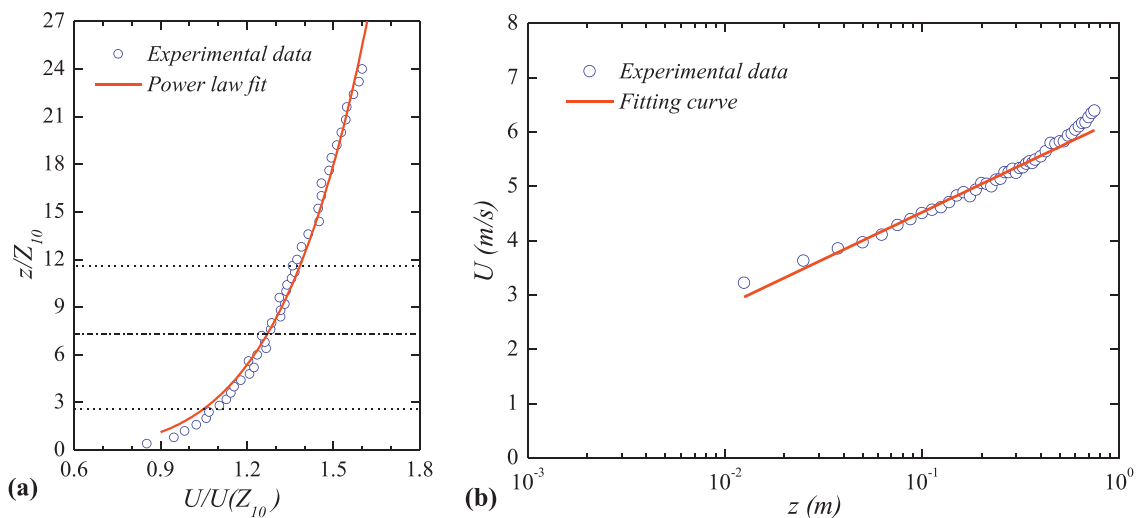 27
24
21
18
15
12
9
6
3
0
z/Z10
Experimental data
Power law fit
0.6 0.9 1.2 1.5 1.8
(a)
U/U(Z10)
8
7
6
5
4
3
2
1
0
U (m/s)
Experimental data
Fitting curve
10-3 10-2 10-1 100
(b)
z (m)